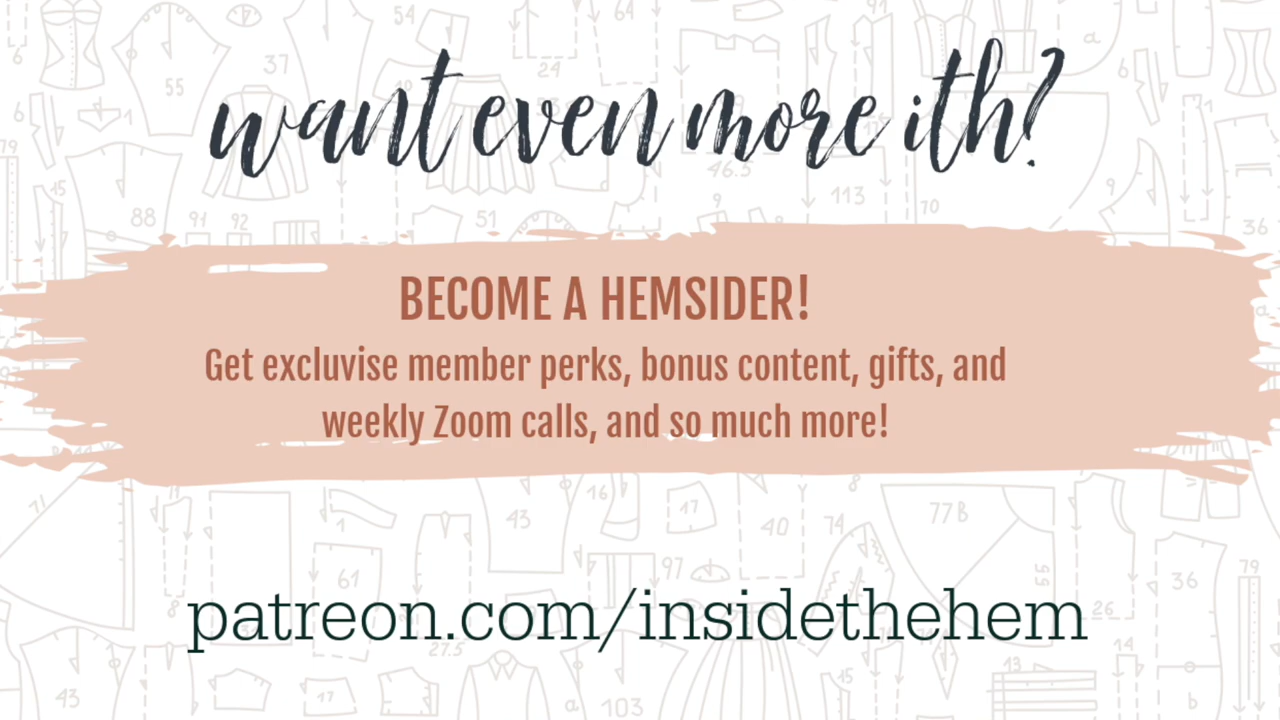 want even more ith?
BECOME A HEMSIDER!
Get excluvise member perks, bonus content, gifts, and
weekly Zoom calls, and so much more!
patreon.com/insidethehem